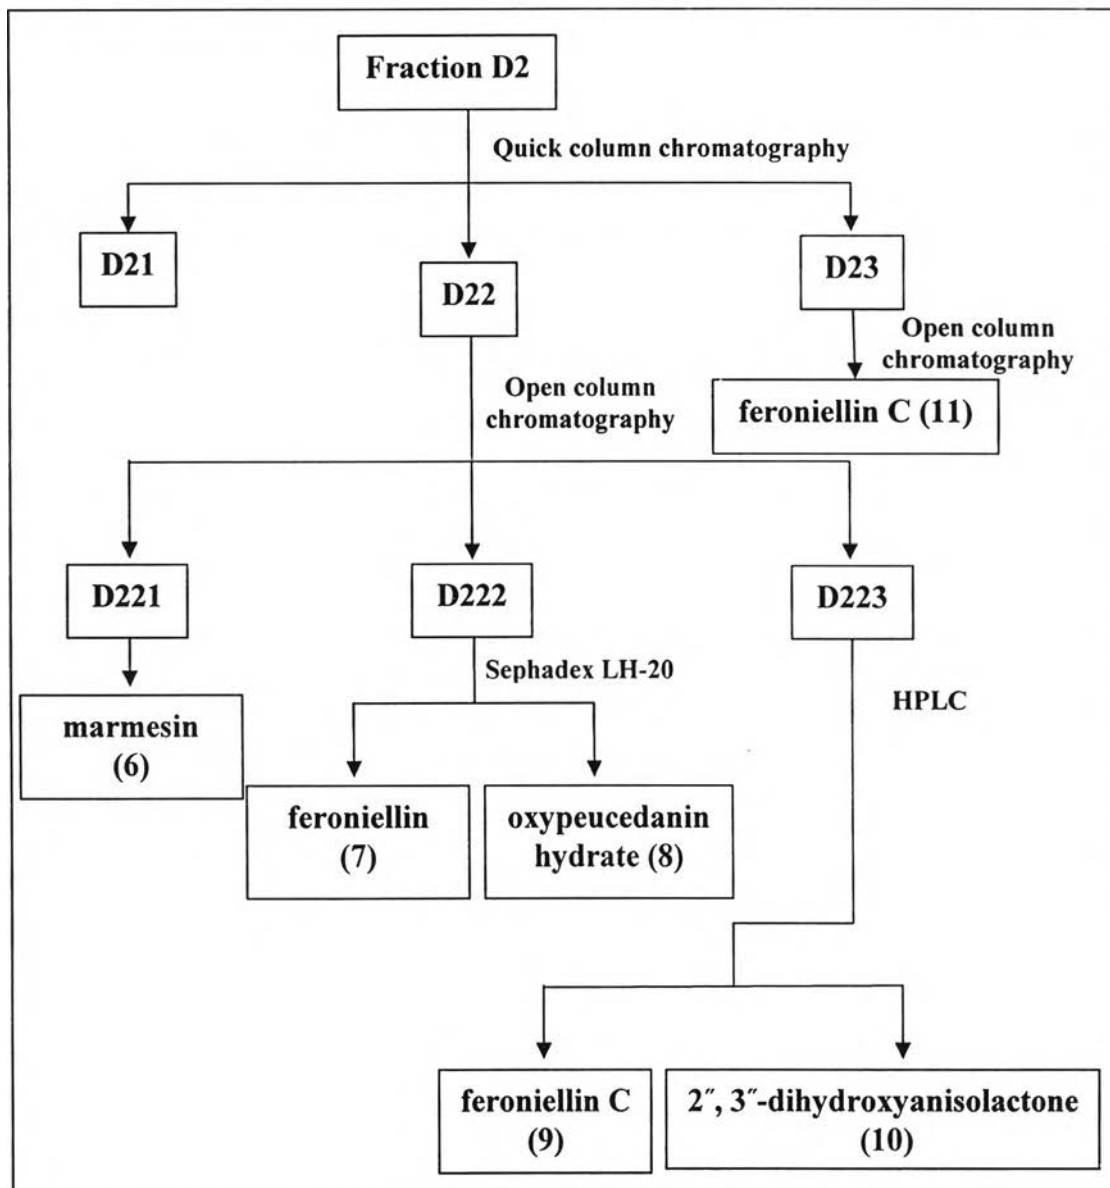 Fraction D2
Quick column chromatography
D21
D22
D23
Open column
chromatography
feroniellin C (11)
Open column
chromatography
D221
D222
D223
Sephadex LH-20
HPLC
marmesin
(6)
feroniellin
(7)
oxypeucedanin
hydrate (8)
feroniellin C
(9)
2″, 3″-dihydroxyanisolactone
(10)